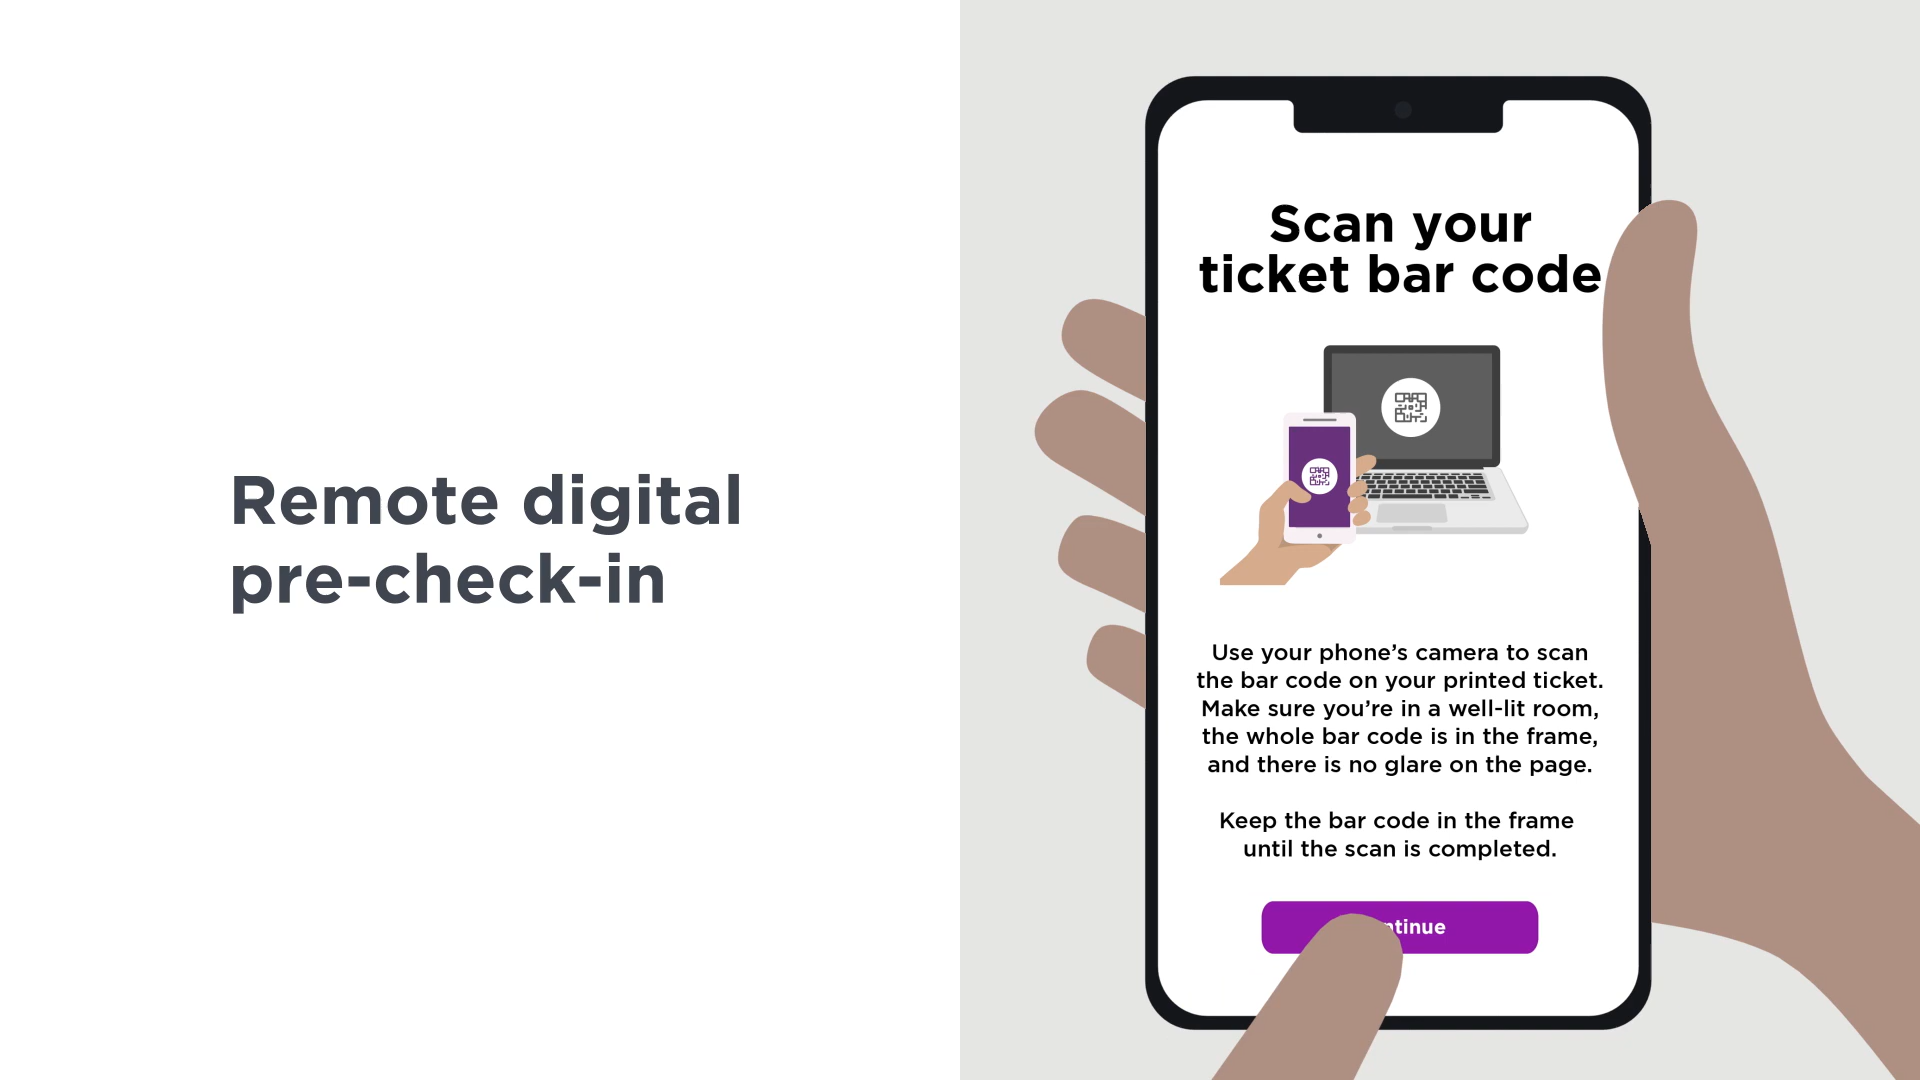 Remote digital
pre-check-in
Scan your
ticket bar code
Use your phone’s camera to scan
the bar code on your printed ticket.
Make sure you’re in a well-lit room,
the whole bar code is in the frame,
and there is no glare on the page.
Keep the bar code in the frame
until the scan is completed.
ntinue